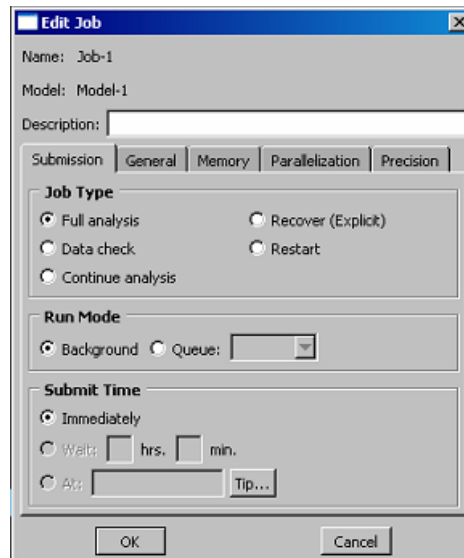 Edit Job
Name: Job-1
Model: Model-1
Description:
Submission General Memory Parallelization Precision
Job Type
Full analysis Recover (Explicit)
Data check Restart
Continue analysis
Run Mode
Background Queue:
Submit Time
Immediately
Wait: hrs. min.
At: Tip...
OK Cancel